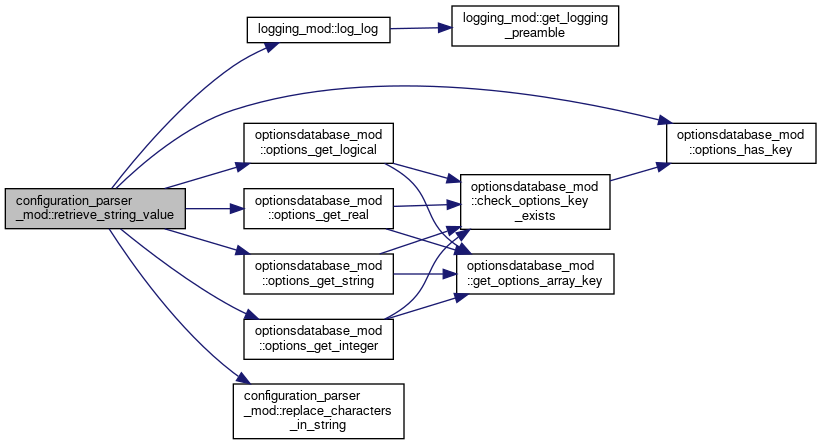 logging_mod::log_log
logging_mod::get_logging
_preamble
optionsdatabase_mod
::options_get_logical
optionsdatabase_mod
::options_has_key
configuration_parser
_mod::retrieve_string_value
optionsdatabase_mod
::options_get_real
optionsdatabase_mod
::check_options_key
_exists
optionsdatabase_mod
::options_get_string
optionsdatabase_mod
::get_options_array_key
optionsdatabase_mod
::options_get_integer
configuration_parser
_mod::replace_characters
_in_string